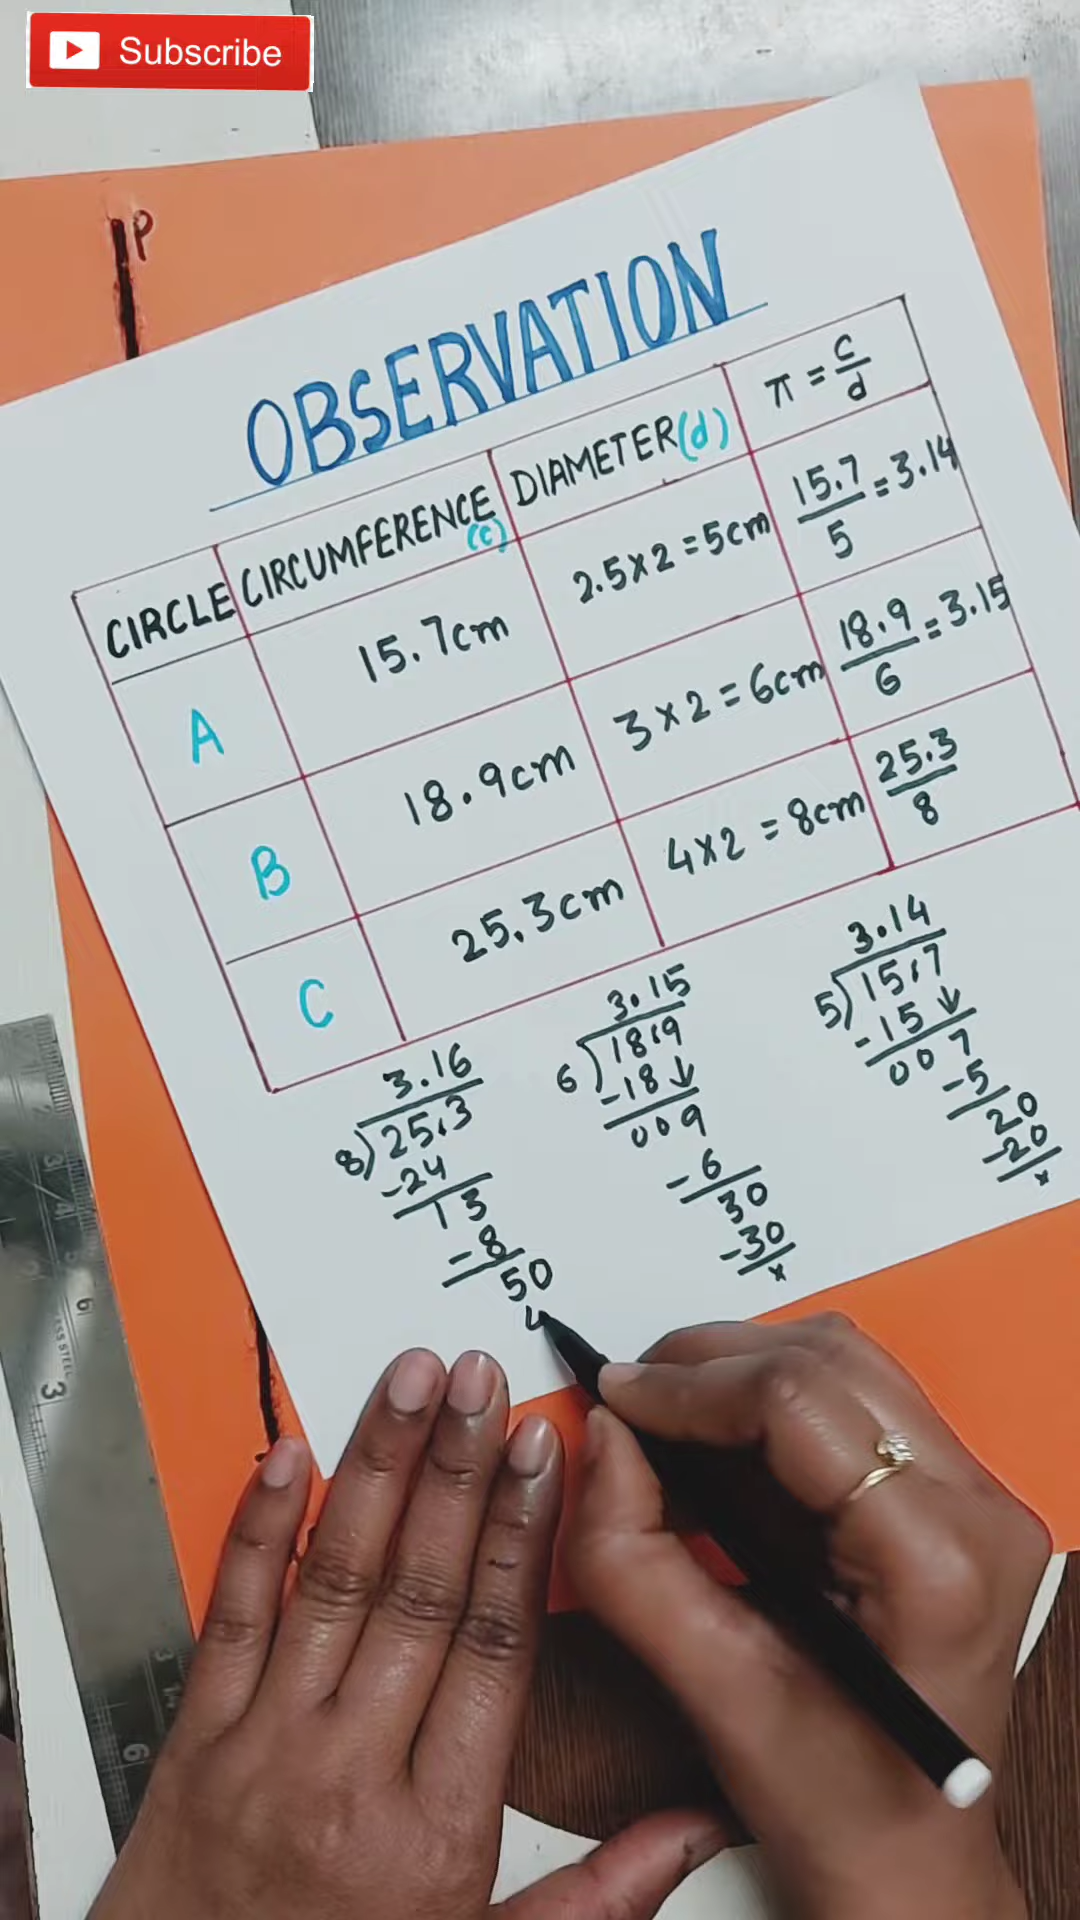 Subscribe
P
OBSERVATION
CIRCLE CIRCUMFERENCE (c) DIAMETER (d) π = c/d
A 15.7cm 2.5×2 = 5cm 15.7/5 = 3.14
B 18.9cm 3×2 = 6cm 18.9/6 = 3.15
C 25.3cm 4×2 = 8cm 25.3/8
3.16
8)25.3
-24
13
-8
50
4
3.15
6)18.9
-18↓
009
-6
30
-30
x
3.14
5)15.7
-15↓
007
-5
20
-20
x